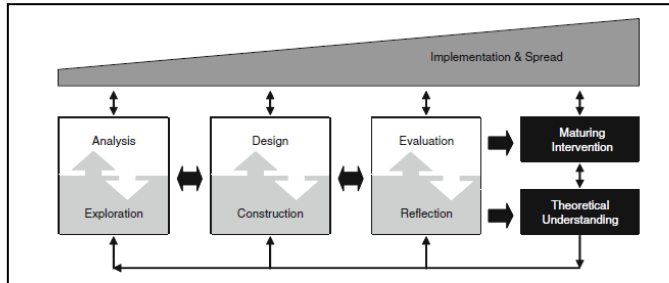 Implementation & Spread
Analysis
Design
Evaluation
Maturing
Intervention
Exploration
Construction
Reflection
Theoretical
Understanding